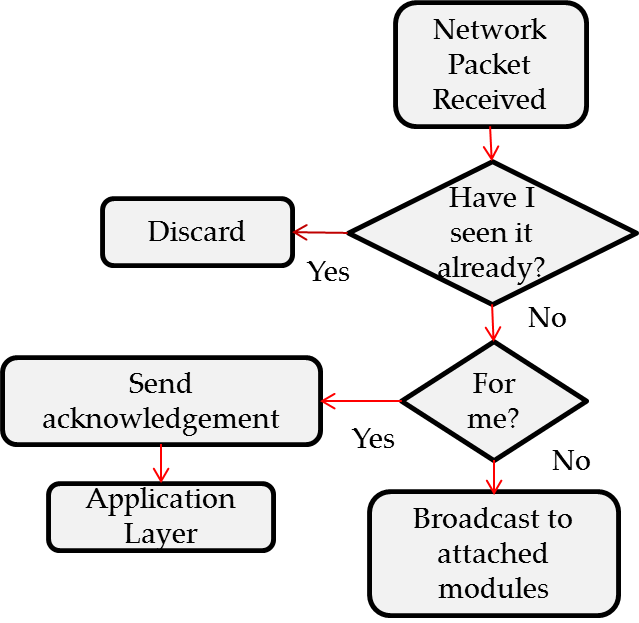 Network
Packet
Received
Have I
seen it
already?
Discard
Yes
No
For
me?
Send
acknowledgement
Yes
No
Application
Layer
Broadcast to
attached
modules